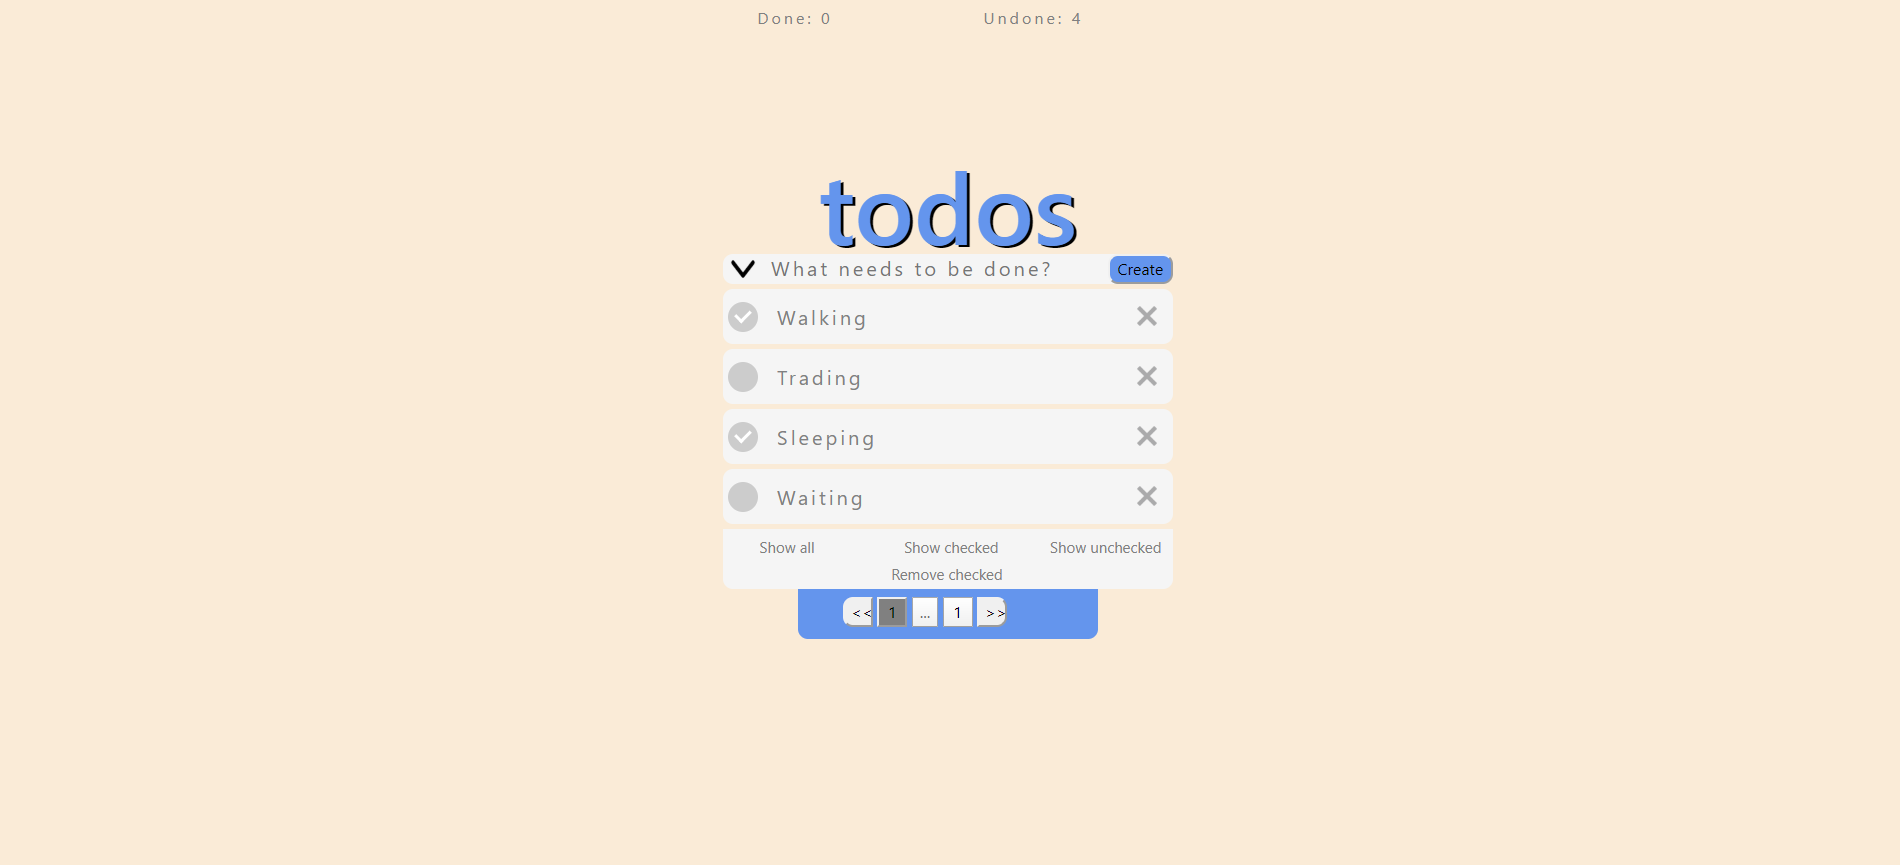 Done: 0 Undone: 4
todos
What needs to be done? Create
Walking
Trading
Sleeping
Waiting
Show all Show checked Show unchecked
Remove checked
<< 1 ... 1 >>